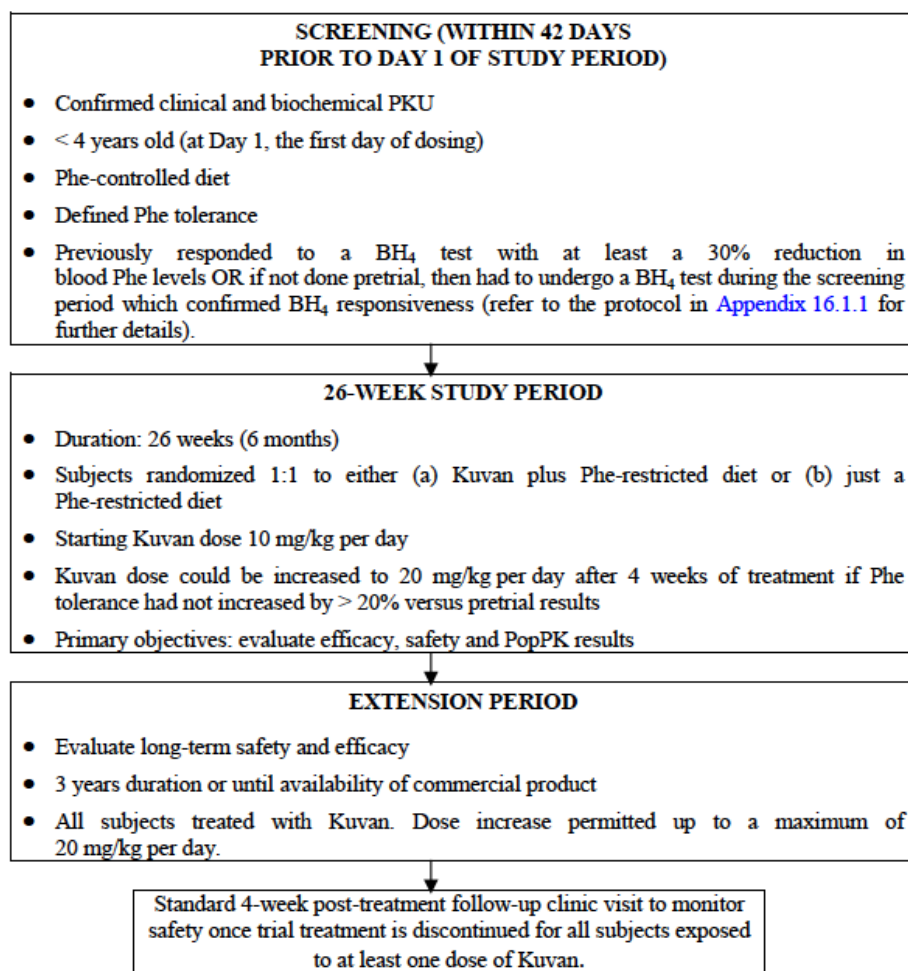 SCREENING (WITHIN 42 DAYS
PRIOR TO DAY 1 OF STUDY PERIOD)
• Confirmed clinical and biochemical PKU
• < 4 years old (at Day 1, the first day of dosing)
• Phe-controlled diet
• Defined Phe tolerance
• Previously responded to a BH₄ test with at least a 30% reduction in
blood Phe levels OR if not done pretrial, then had to undergo a BH₄ test during the screening
period which confirmed BH₄ responsiveness (refer to the protocol in Appendix 16.1.1 for
further details).
26-WEEK STUDY PERIOD
• Duration: 26 weeks (6 months)
• Subjects randomized 1:1 to either (a) Kuvan plus Phe-restricted diet or (b) just a
Phe-restricted diet
• Starting Kuvan dose 10 mg/kg per day
• Kuvan dose could be increased to 20 mg/kg per day after 4 weeks of treatment if Phe
tolerance had not increased by > 20% versus pretrial results
• Primary objectives: evaluate efficacy, safety and PopPK results
EXTENSION PERIOD
• Evaluate long-term safety and efficacy
• 3 years duration or until availability of commercial product
• All subjects treated with Kuvan. Dose increase permitted up to a maximum of
20 mg/kg per day.
Standard 4-week post-treatment follow-up clinic visit to monitor
safety once trial treatment is discontinued for all subjects exposed
to at least one dose of Kuvan.